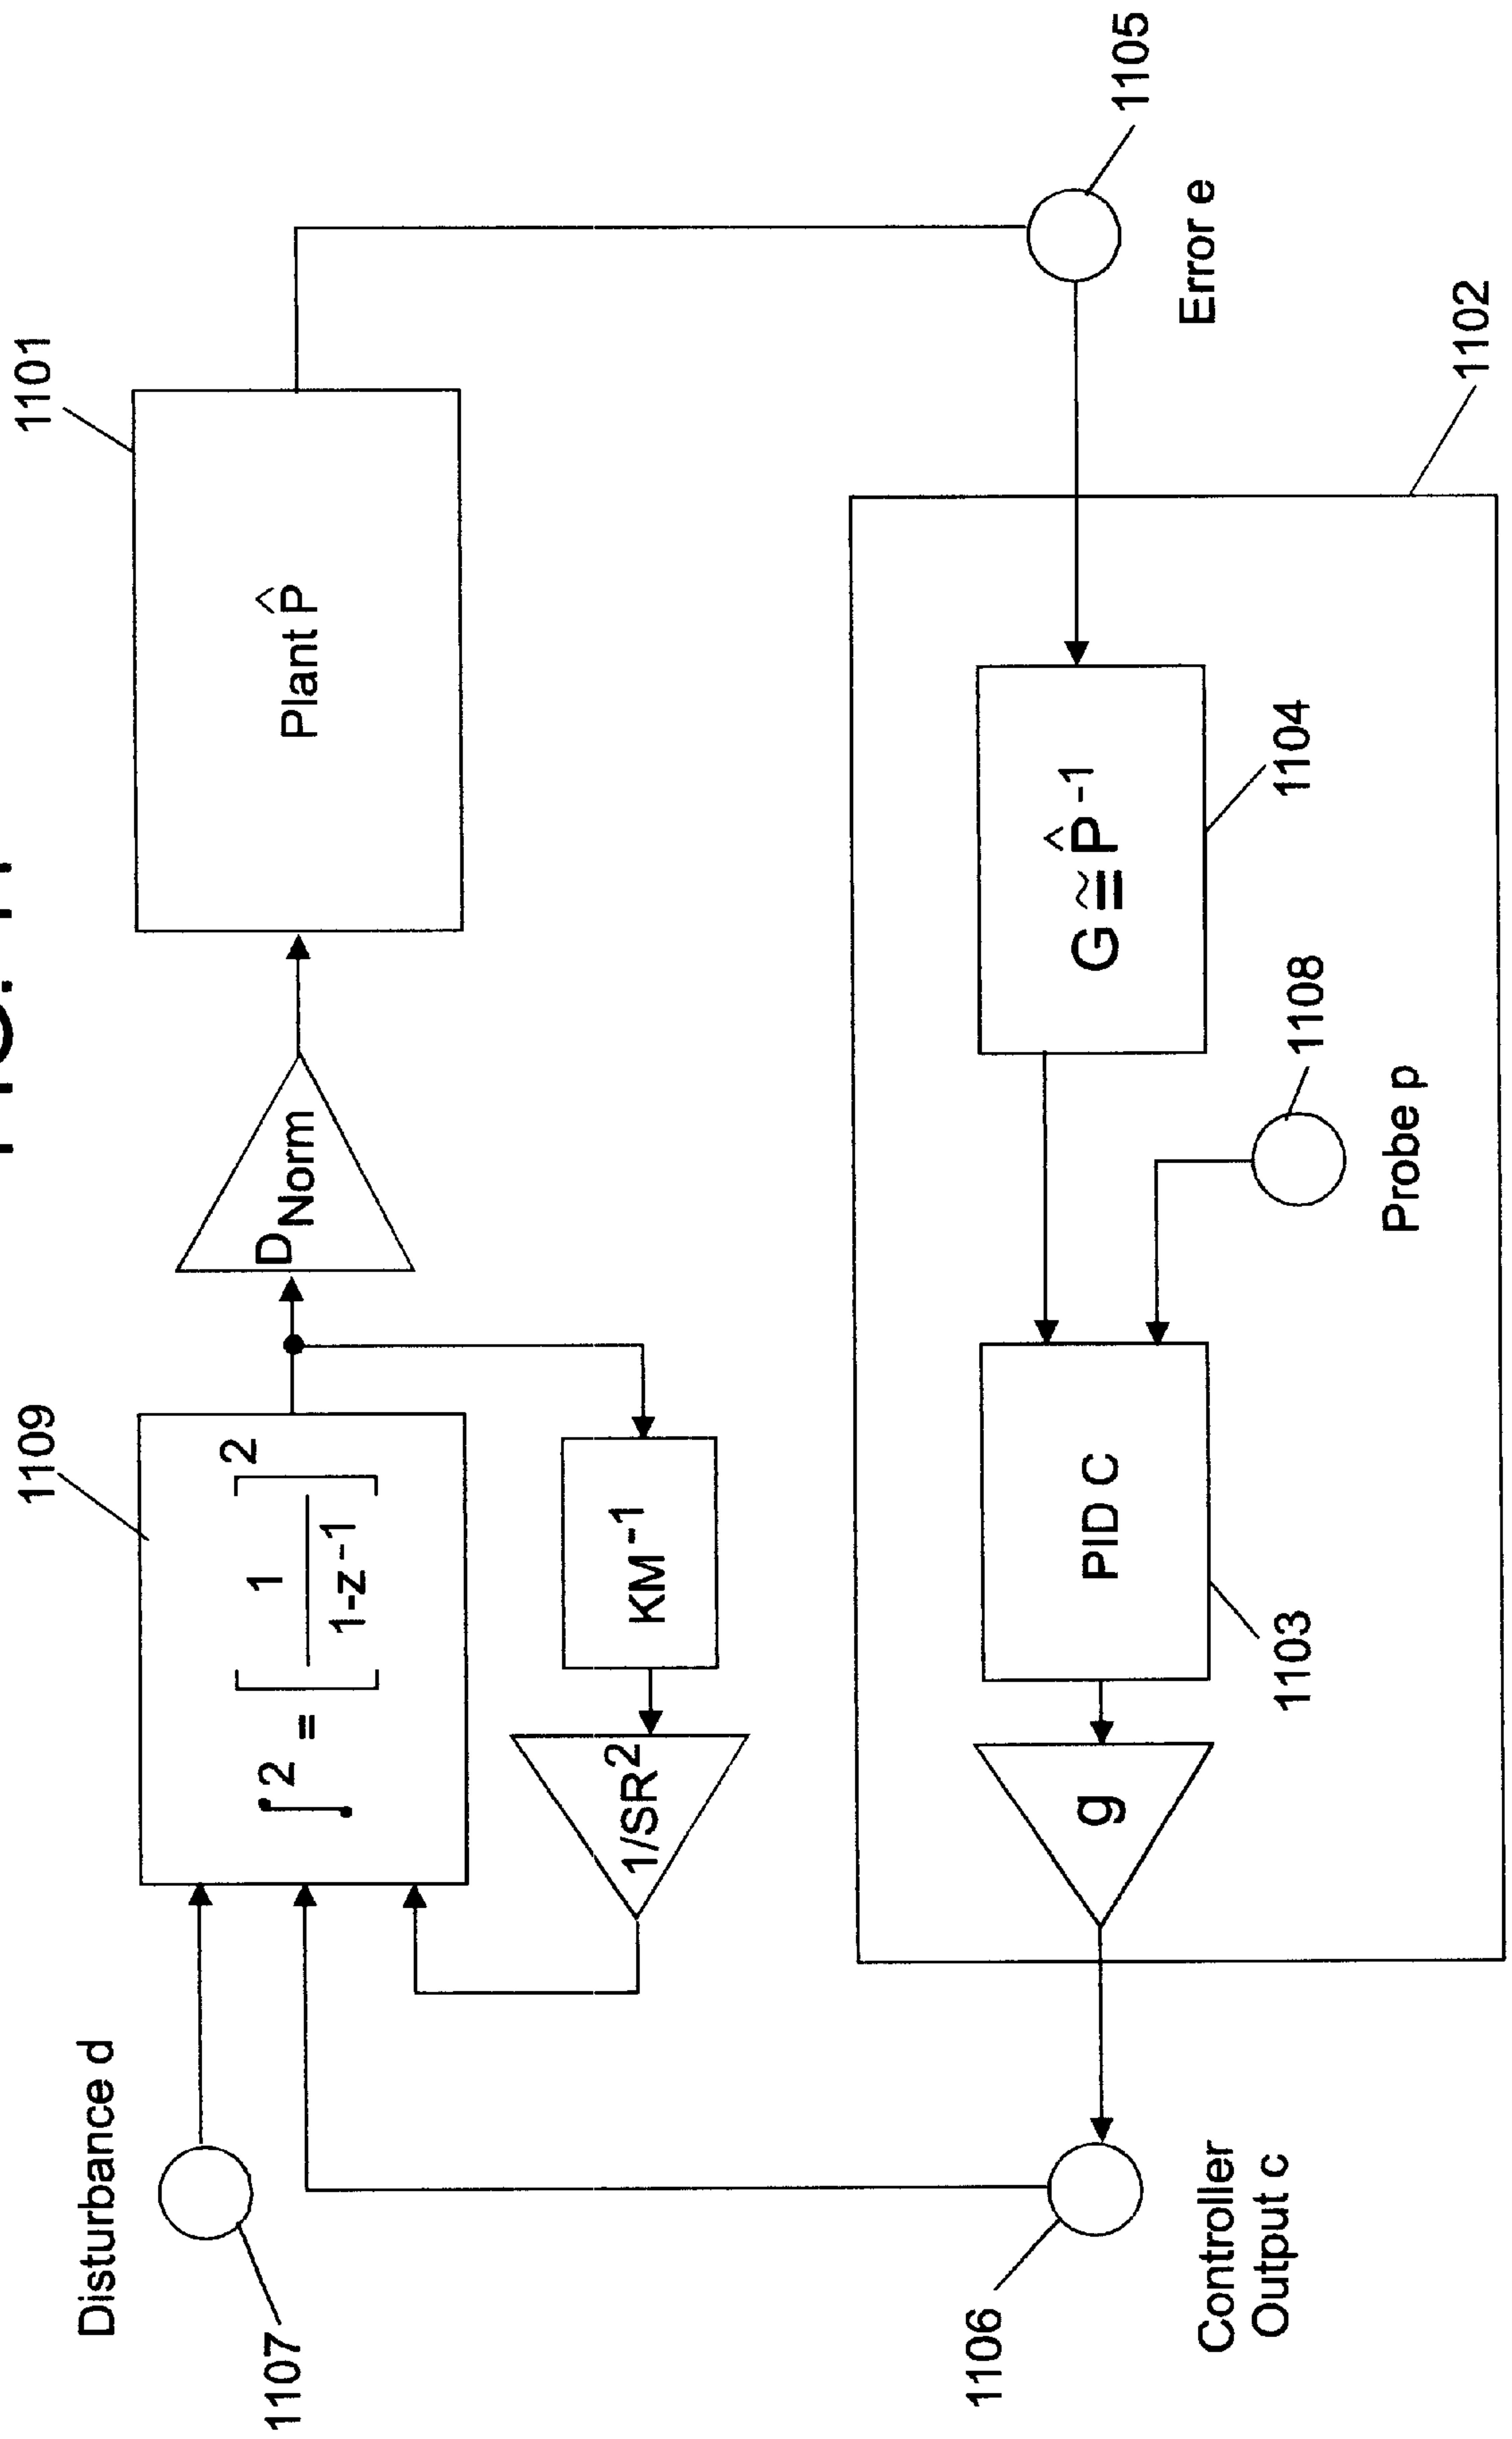 Disturbance d
1107
1109
∫² = [ 1 / 1-z⁻¹ ]²
D_Norm
1101
Plant P̂
KM⁻¹
1/SR²
1105
Error e
1102
G ≅ P̂⁻¹
1104
1108
Probe p
PID C
1103
g
1106
Controller
Output c